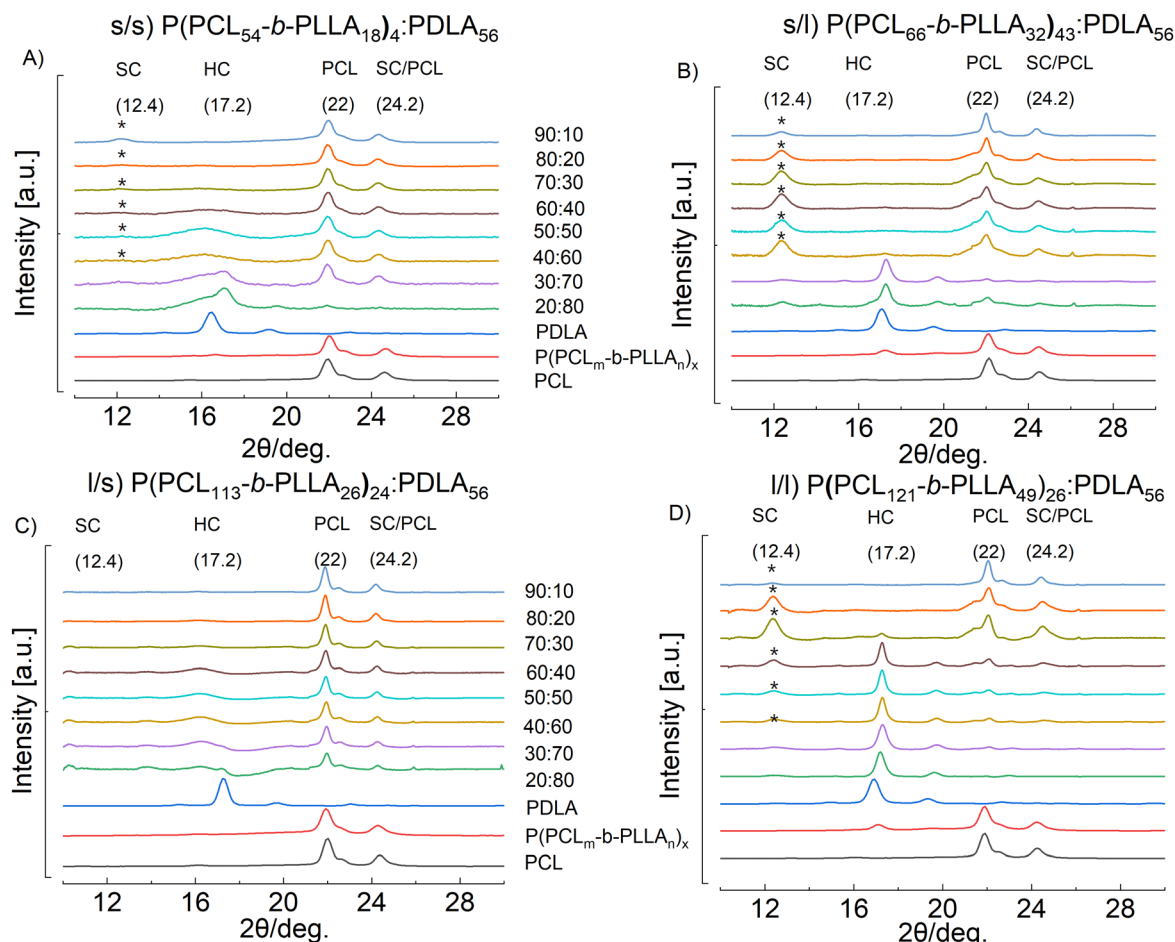 s/s) P(PCL54-b-PLLA18)4:PDLA56
A)
SC HC PCL SC/PCL
(12.4) (17.2) (22) (24.2)
*
*
*
*
*
*
90:10
80:20
70:30
60:40
50:50
40:60
30:70
20:80
PDLA
P(PCLm-b-PLLAn)x
PCL
Intensity [a.u.]
12 16 20 24 28
2θ/deg.
s/l) P(PCL66-b-PLLA32)43:PDLA56
B)
SC HC PCL SC/PCL
(12.4) (17.2) (22) (24.2)
*
*
*
*
*
*
Intensity [a.u.]
12 16 20 24 28
2θ/deg.
l/s) P(PCL113-b-PLLA26)24:PDLA56
C)
SC HC PCL SC/PCL
(12.4) (17.2) (22) (24.2)
90:10
80:20
70:30
60:40
50:50
40:60
30:70
20:80
PDLA
P(PCLm-b-PLLAn)x
PCL
Intensity [a.u.]
12 16 20 24 28
2θ/deg.
l/l) P(PCL121-b-PLLA49)26:PDLA56
D)
SC HC PCL SC/PCL
(12.4) (17.2) (22) (24.2)
*
*
*
*
*
*
Intensity [a.u.]
12 16 20 24 28
2θ/deg.